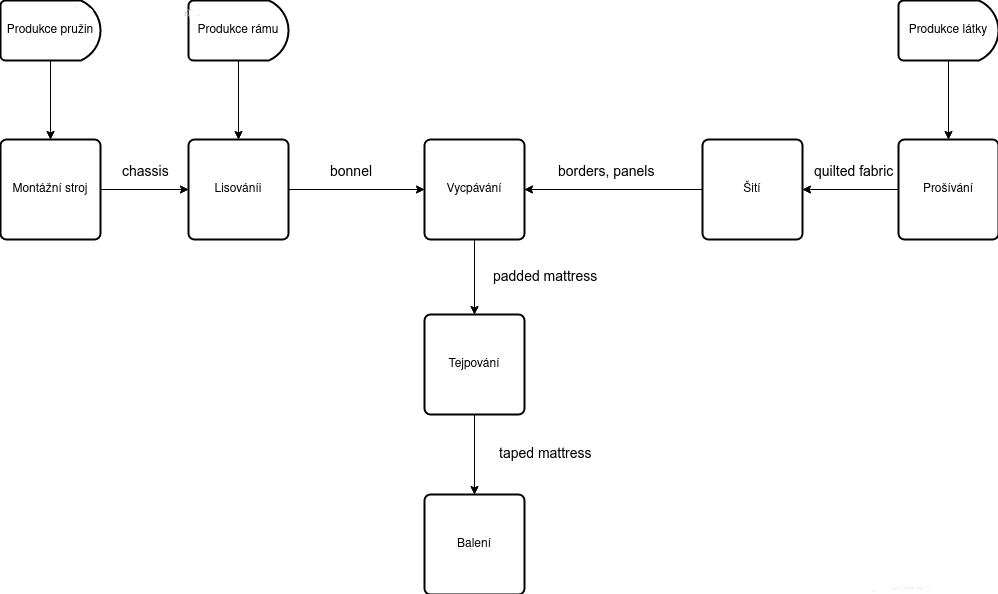 Produkce pružin
Produkce rámu
Produkce látky
Montážní stroj
chassis
Lisováníi
bonnel
Vycpávání
borders, panels
Šití
quilted fabric
Prošívání
padded mattress
Tejpování
taped mattress
Balení